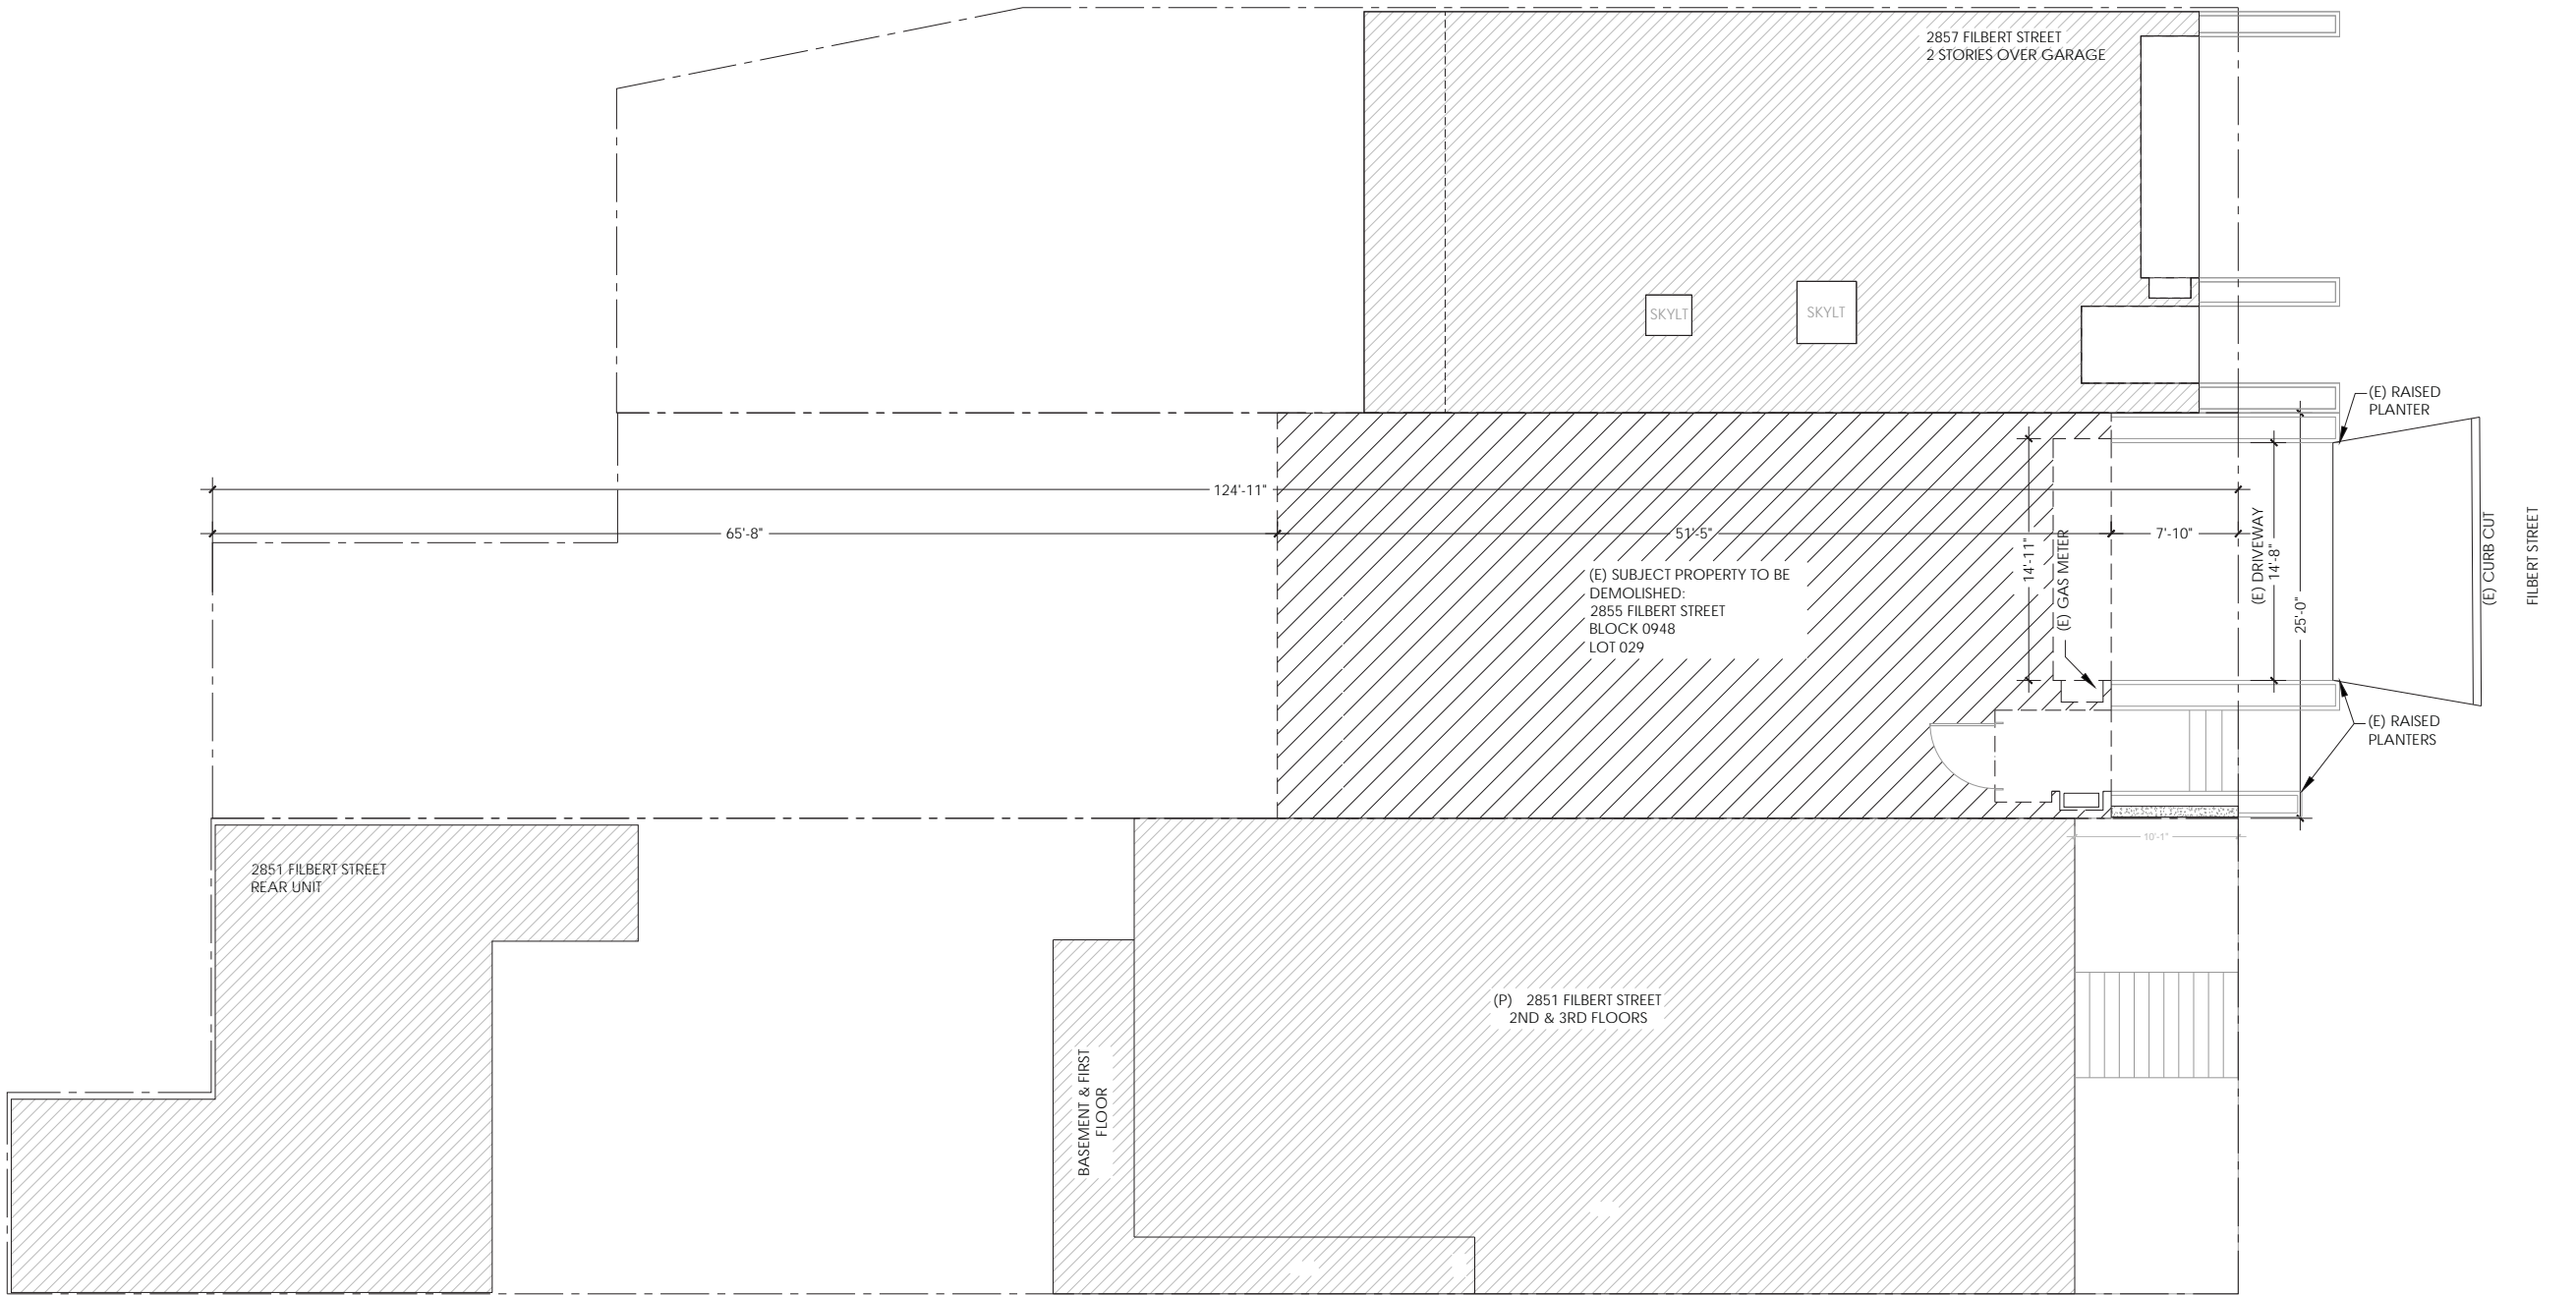 2857 FILBERT STREET
2 STORIES OVER GARAGE
SKYLT
SKYLT
(E) RAISED
PLANTER
124'-11"
65'-8"
51'-5"
7'-10"
14'-11"
(E) GAS METER
(E) DRIVEWAY
14'-8"
25'-0"
(E) CURB CUT
FILBERT STREET
(E) SUBJECT PROPERTY TO BE
DEMOLISHED:
2855 FILBERT STREET
BLOCK 0948
LOT 029
(E) RAISED
PLANTERS
10'-1"
2851 FILBERT STREET
REAR UNIT
(P) 2851 FILBERT STREET
2ND & 3RD FLOORS
BASEMENT & FIRST
FLOOR